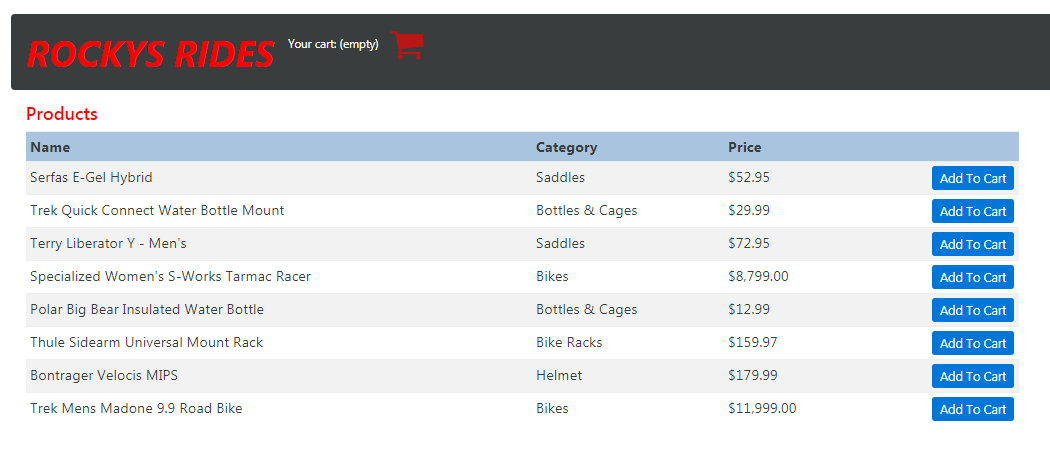 ROCKYS RIDES Your cart: (empty)
Products
Name Category Price
Serfas E-Gel Hybrid Saddles $52.95 Add To Cart
Trek Quick Connect Water Bottle Mount Bottles & Cages $29.99 Add To Cart
Terry Liberator Y - Men's Saddles $72.95 Add To Cart
Specialized Women's S-Works Tarmac Racer Bikes $8,799.00 Add To Cart
Polar Big Bear Insulated Water Bottle Bottles & Cages $12.99 Add To Cart
Thule Sidearm Universal Mount Rack Bike Racks $159.97 Add To Cart
Bontrager Velocis MIPS Helmet $179.99 Add To Cart
Trek Mens Madone 9.9 Road Bike Bikes $11,999.00 Add To Cart